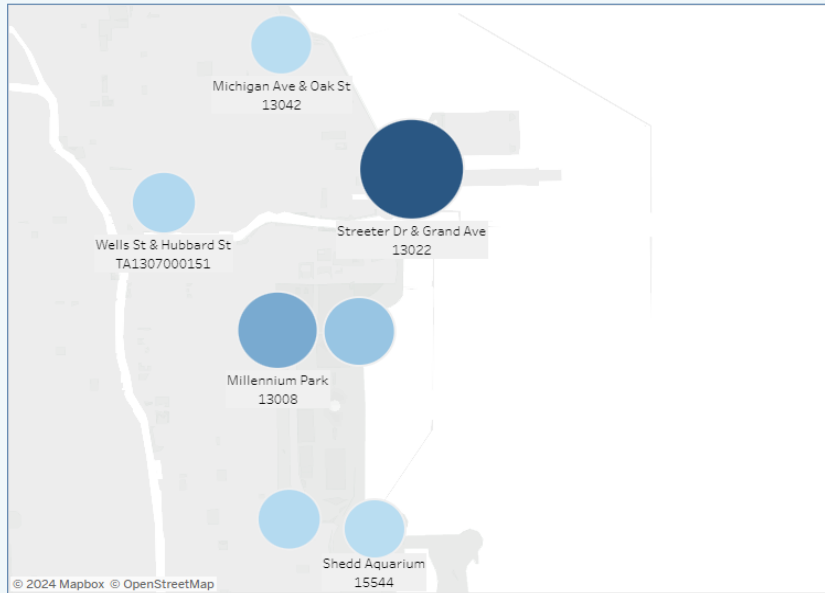 Michigan Ave & Oak St
13042
Streeter Dr & Grand Ave
13022
Wells St & Hubbard St
TA1307000151
Millennium Park
13008
Shedd Aquarium
15544
© 2024 Mapbox © OpenStreetMap